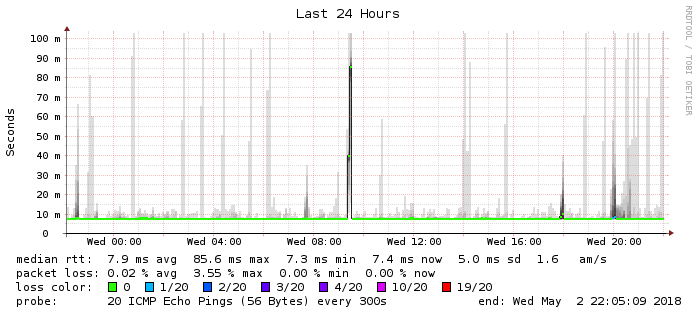 Last 24 Hours
RRDTOOL / TOBI OETIKER
Seconds
100 m
90 m
80 m
70 m
60 m
50 m
40 m
30 m
20 m
10 m
0
Wed 00:00 Wed 04:00 Wed 08:00 Wed 12:00 Wed 16:00 Wed 20:00
median rtt: 7.9 ms avg 85.6 ms max 7.3 ms min 7.4 ms now 5.0 ms sd 1.6 am/s
packet loss: 0.02 % avg 3.55 % max 0.00 % min 0.00 % now
loss color: 0 1/20 2/20 3/20 4/20 10/20 19/20
probe: 20 ICMP Echo Pings (56 Bytes) every 300s end: Wed May 2 22:05:09 2018